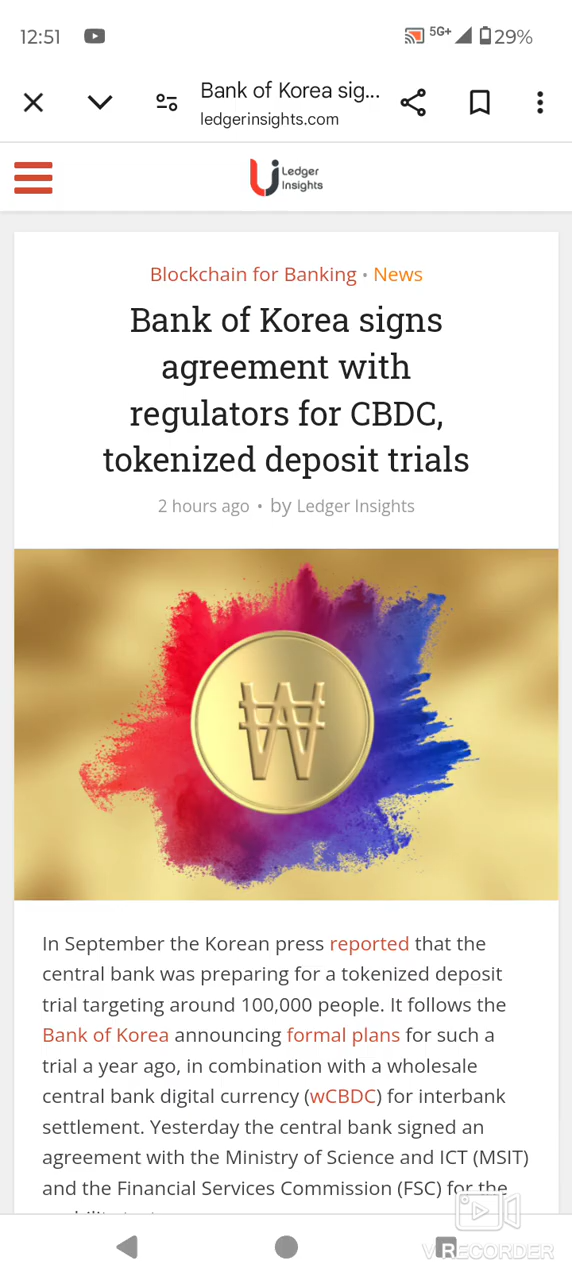 12:51
5G+
29%
Bank of Korea sig...
ledgerinsights.com
Ledger
Insights
Blockchain for Banking • News
Bank of Korea signs
agreement with
regulators for CBDC,
tokenized deposit trials
2 hours ago • by Ledger Insights
In September the Korean press reported that the
central bank was preparing for a tokenized deposit
trial targeting around 100,000 people. It follows the
Bank of Korea announcing formal plans for such a
trial a year ago, in combination with a wholesale
central bank digital currency (wCBDC) for interbank
settlement. Yesterday the central bank signed an
agreement with the Ministry of Science and ICT (MSIT)
and the Financial Services Commission (FSC) for the
VRECORDER